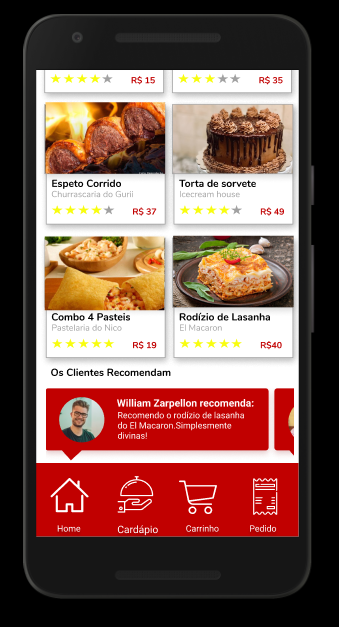 R$ 15
R$ 35
Espeto Corrido
Churrascaria do Gurii
R$ 37
Torta de sorvete
Icecream house
R$ 49
Combo 4 Pasteis
Pastelaria do Nico
R$ 19
Rodízio de Lasanha
El Macaron
R$40
Os Clientes Recomendam
William Zarpellon recomenda:
Recomendo o rodízio de lasanha
do El Macaron.Simplesmente
divinas!
Home
Cardápio
Carrinho
Pedido